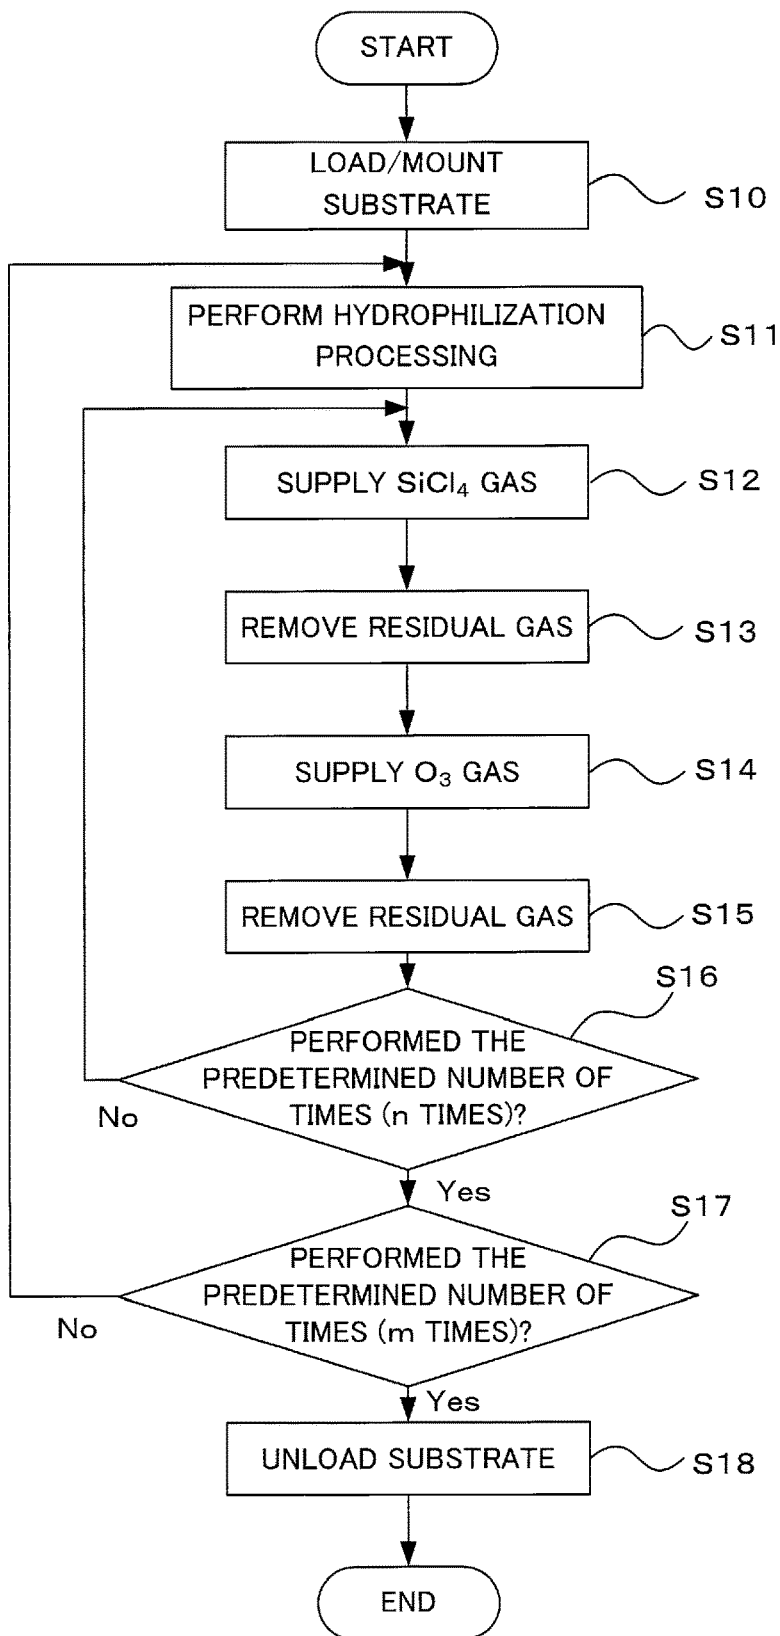 START
LOAD/MOUNT
SUBSTRATE
S10
PERFORM HYDROPHILIZATION
PROCESSING
S11
SUPPLY SiCl₄ GAS
S12
REMOVE RESIDUAL GAS
S13
SUPPLY O₃ GAS
S14
REMOVE RESIDUAL GAS
S15
S16
PERFORMED THE
PREDETERMINED NUMBER OF
TIMES (n TIMES)?
No
Yes
S17
PERFORMED THE
PREDETERMINED NUMBER OF
TIMES (m TIMES)?
No
Yes
UNLOAD SUBSTRATE
S18
END